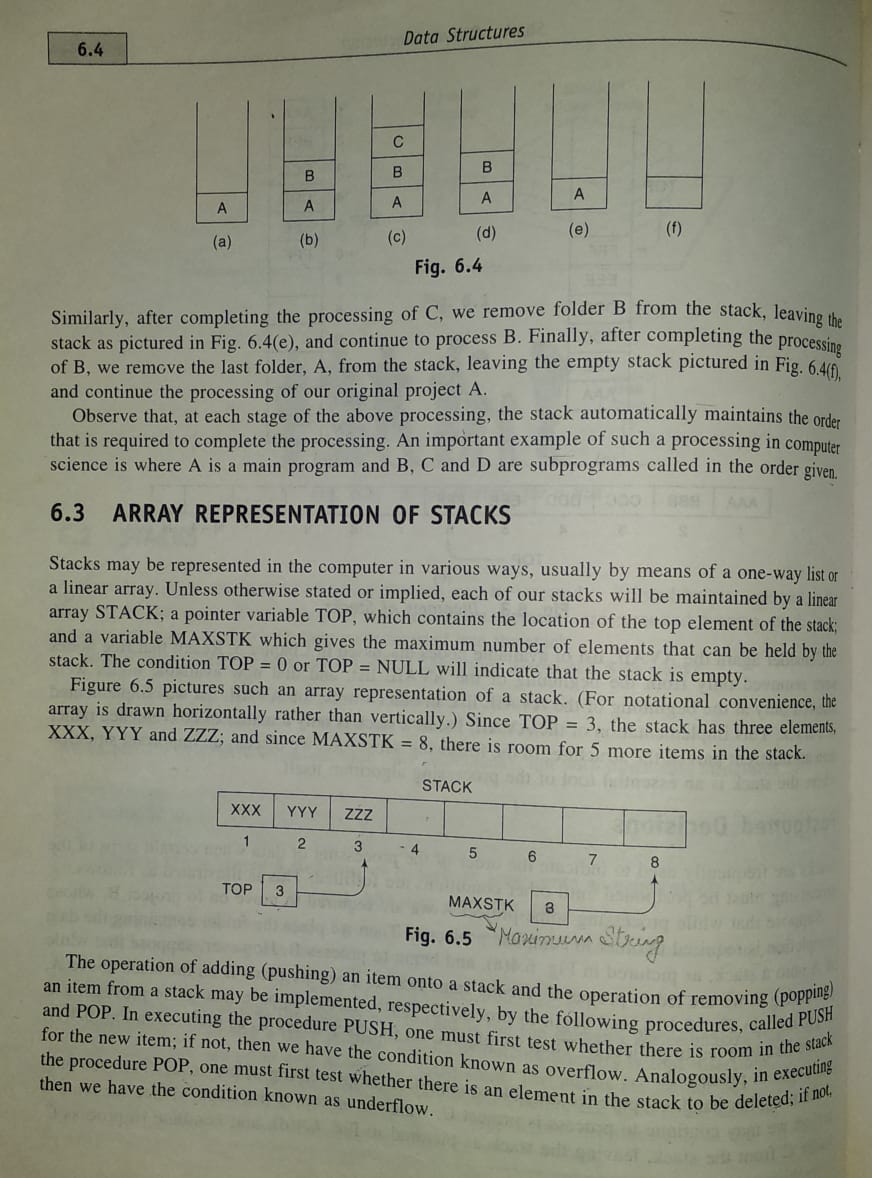 6.4
Data Structures
C
B B B
A A A A A
(a) (b) (c) (d) (e) (f)
Fig. 6.4
Similarly, after completing the processing of C, we remove folder B from the stack, leaving the
stack as pictured in Fig. 6.4(e), and continue to process B. Finally, after completing the processing
of B, we remove the last folder, A, from the stack, leaving the empty stack pictured in Fig. 6.4(f),
and continue the processing of our original project A.
Observe that, at each stage of the above processing, the stack automatically maintains the order
that is required to complete the processing. An important example of such a processing in computer
science is where A is a main program and B, C and D are subprograms called in the order given.
6.3 ARRAY REPRESENTATION OF STACKS
Stacks may be represented in the computer in various ways, usually by means of a one-way list or
a linear array. Unless otherwise stated or implied, each of our stacks will be maintained by a linear
array STACK; a pointer variable TOP, which contains the location of the top element of the stack;
and a variable MAXSTK which gives the maximum number of elements that can be held by the
stack. The condition TOP = 0 or TOP = NULL will indicate that the stack is empty.
Figure 6.5 pictures such an array representation of a stack. (For notational convenience, the
array is drawn horizontally rather than vertically.) Since TOP = 3, the stack has three elements,
XXX, YYY and ZZZ; and since MAXSTK = 8, there is room for 5 more items in the stack.
STACK
XXX YYY ZZZ
1 2 3 4 5 6 7 8
TOP 3
MAXSTK 8
Fig. 6.5 Maximum String
The operation of adding (pushing) an item onto a stack and the operation of removing (popping)
an item from a stack may be implemented, respectively, by the following procedures, called PUSH
and POP. In executing the procedure PUSH, one must first test whether there is room in the stack
for the new item; if not, then we have the condition known as overflow. Analogously, in executing
the procedure POP, one must first test whether there is an element in the stack to be deleted; if not,
then we have the condition known as underflow.